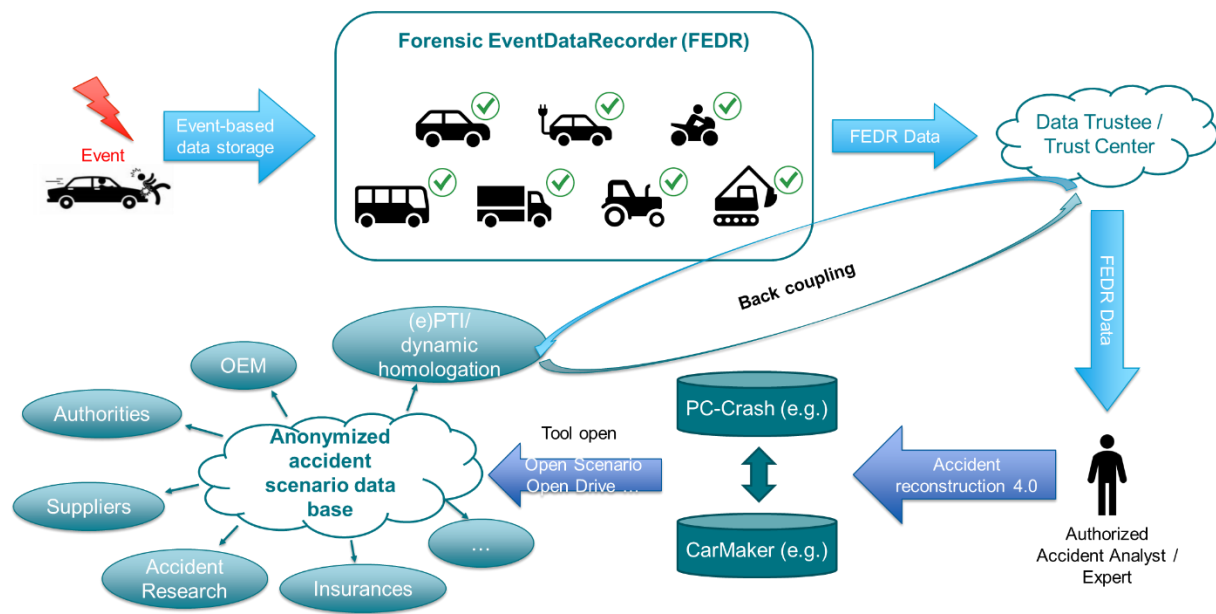 Forensic EventDataRecorder (FEDR)
Event
Event-based
data storage
FEDR Data
Data Trustee /
Trust Center
FEDR Data
Back coupling
(e)PTI/
dynamic
homologation
OEM
Authorities
Suppliers
Accident
Research
Insurances
...
Anonymized
accident
scenario data
base
Tool open
Open Scenario
Open Drive ...
PC-Crash (e.g.)
CarMaker (e.g.)
Accident
reconstruction 4.0
Authorized
Accident Analyst /
Expert